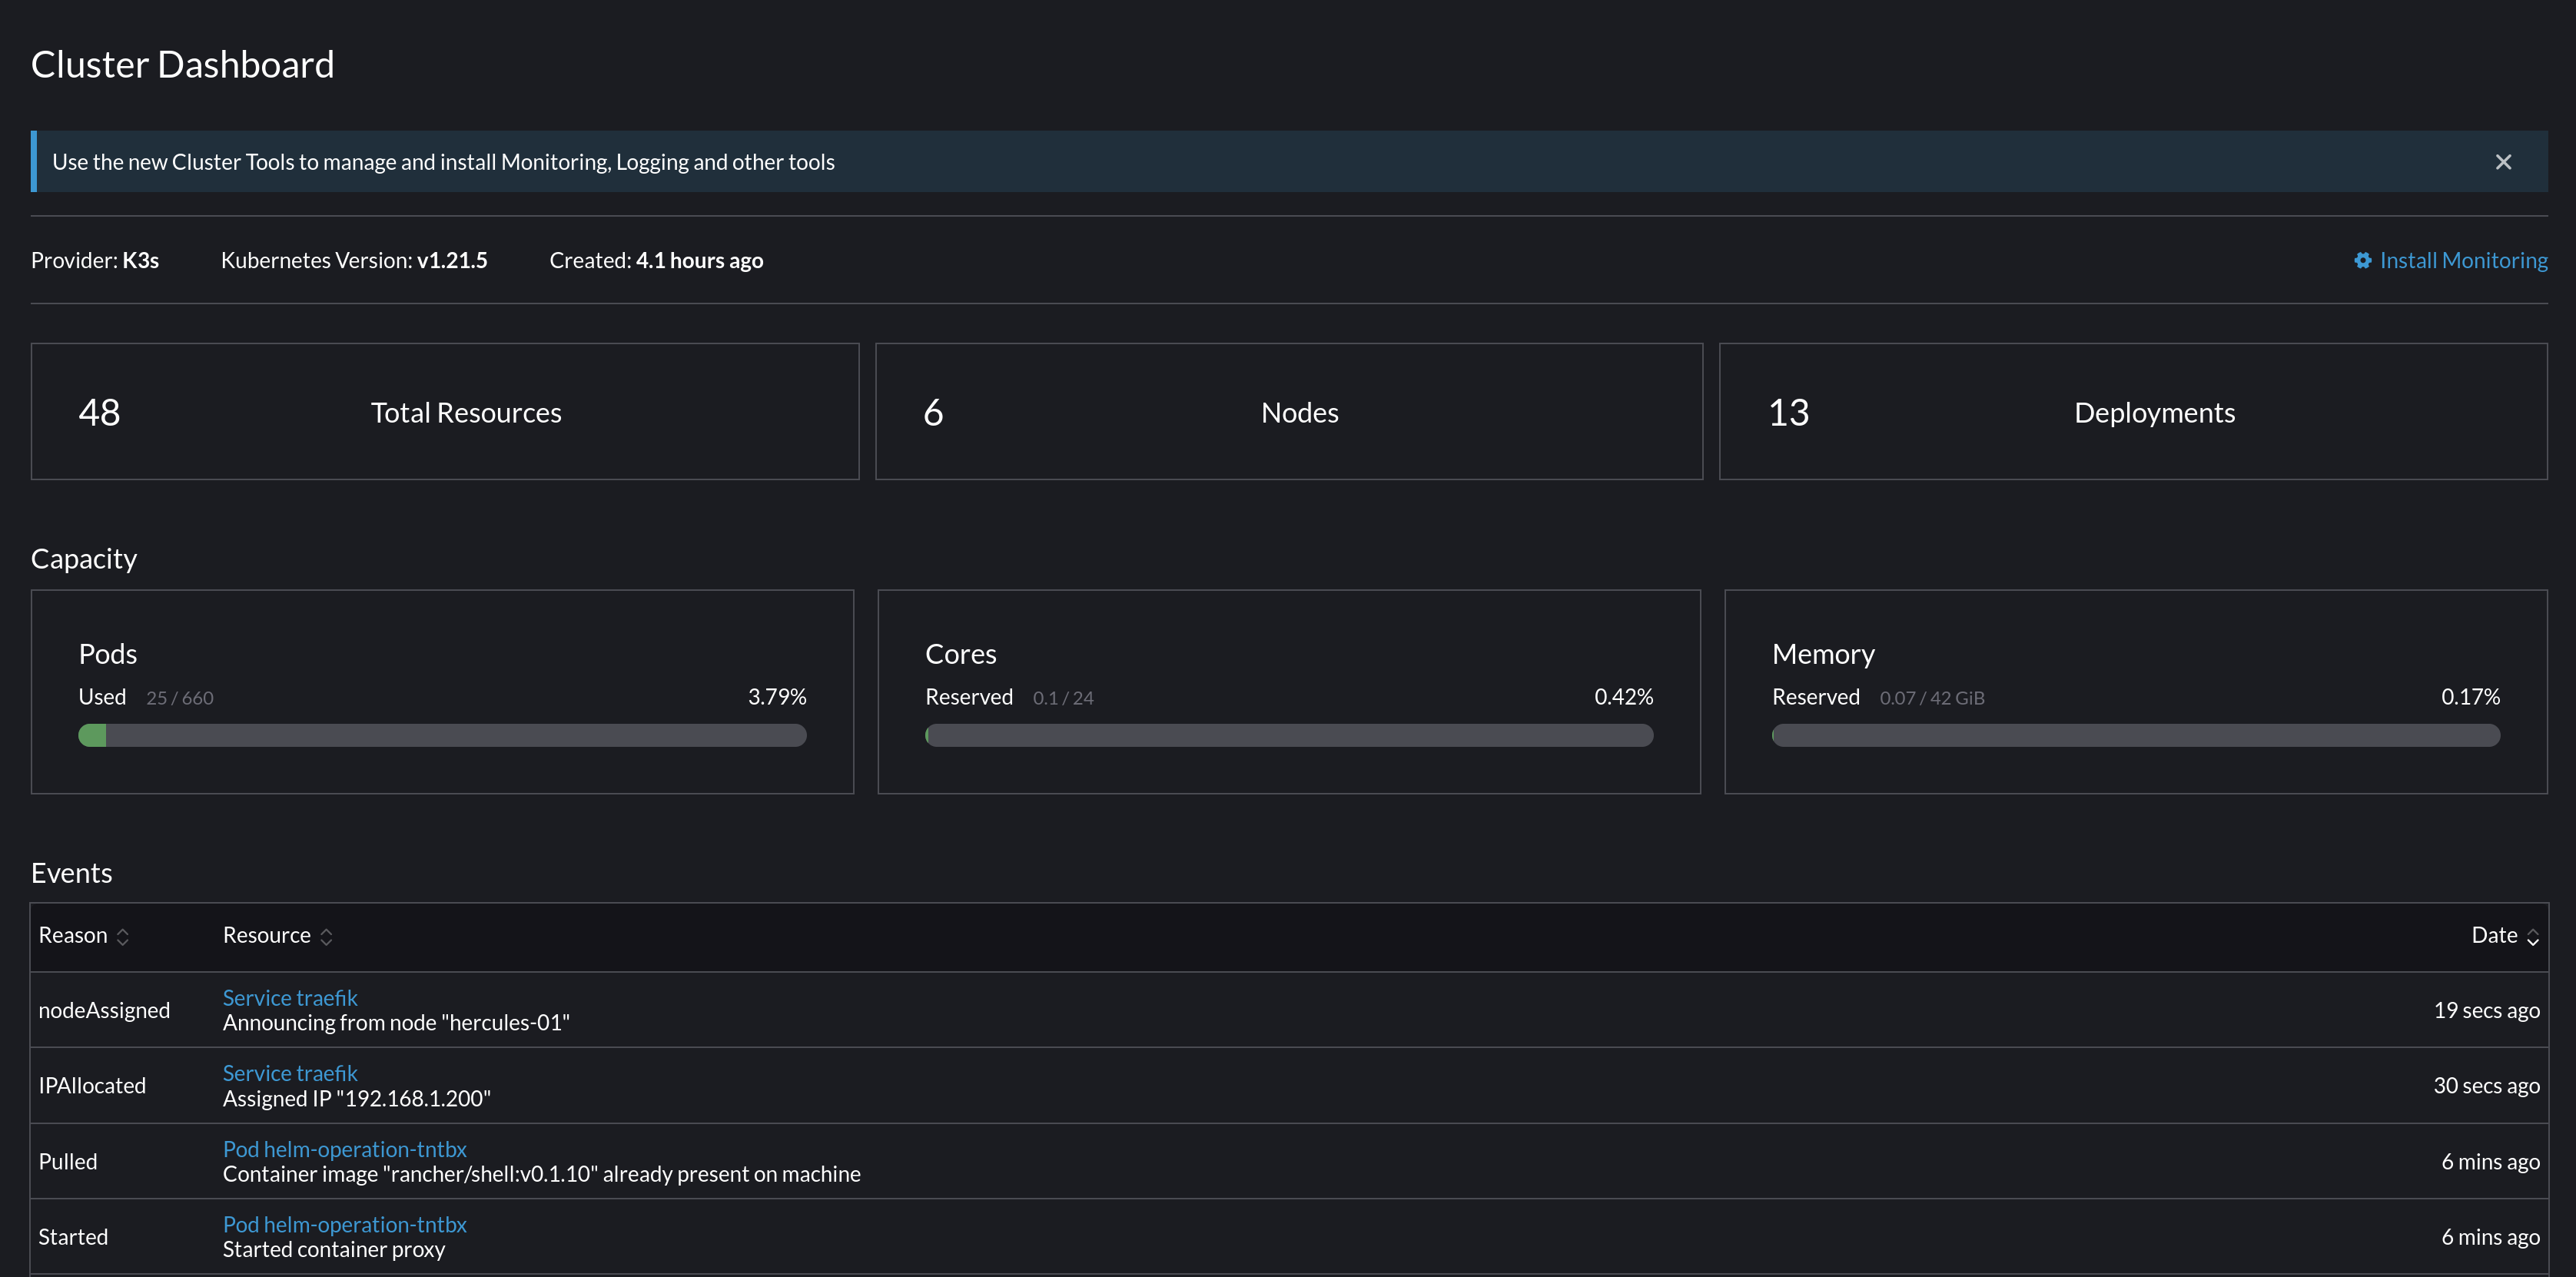 Cluster Dashboard
Use the new Cluster Tools to manage and install Monitoring, Logging and other tools
Provider: K3s Kubernetes Version: v1.21.5 Created: 4.1 hours ago Install Monitoring
48 Total Resources 6 Nodes 13 Deployments
Capacity
Pods
Used 25 / 660 3.79%
Cores
Reserved 0.1 / 24 0.42%
Memory
Reserved 0.07 / 42 GiB 0.17%
Events
Reason Resource Date
nodeAssigned Service traefik 19 secs ago
Announcing from node "hercules-01"
IPAllocated Service traefik 30 secs ago
Assigned IP "192.168.1.200"
Pulled Pod helm-operation-tntbx 6 mins ago
Container image "rancher/shell:v0.1.10" already present on machine
Started Pod helm-operation-tntbx 6 mins ago
Started container proxy